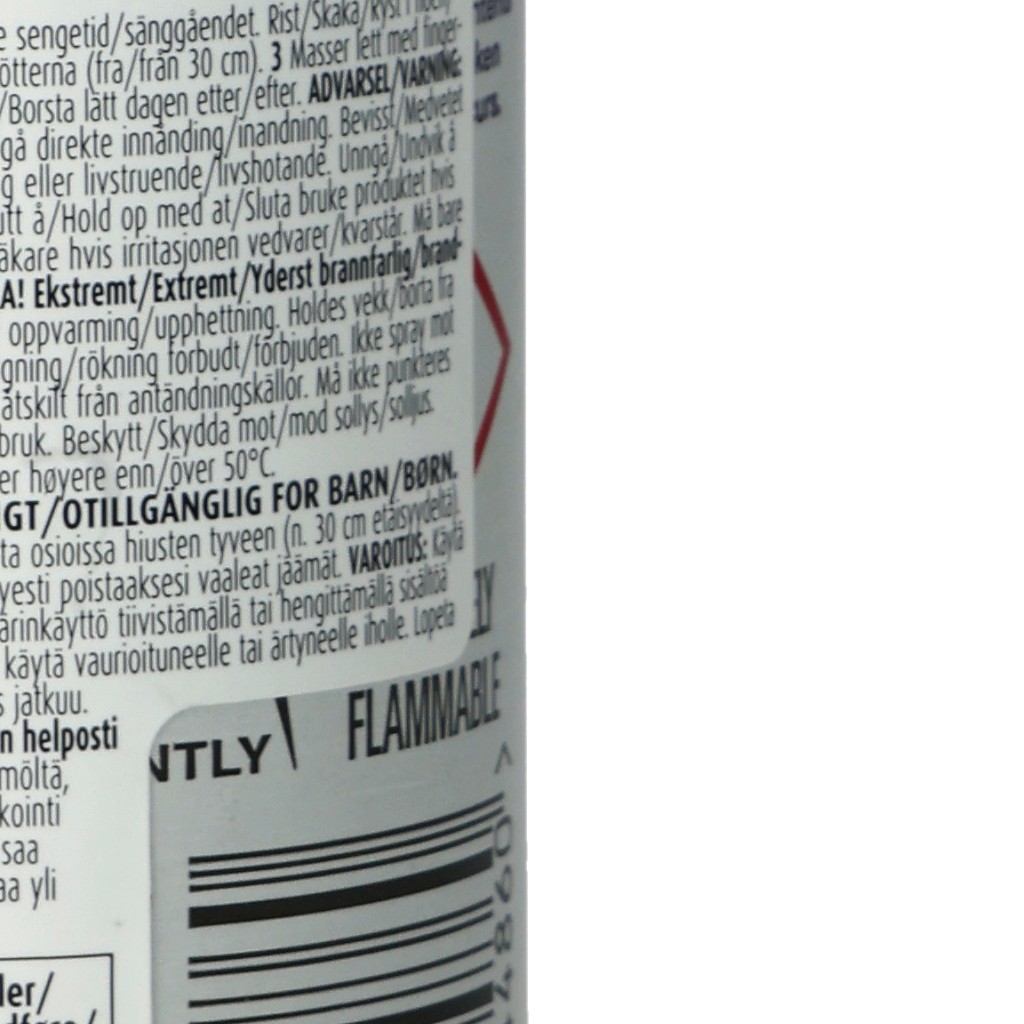 sengetid/sänggåendet. Rist/Skaka/Ryst
ötterna (fra/från 30 cm). 3 Masser lett med finger-
/Borsta lätt dagen etter/efter. ADVARSEL/VARNING:
gå direkte innånding/inandning. Bevisst/Medvetet
g eller livstruende/livshotande. Unngå/Undvik å
utt å/Hold op med at/Sluta bruke produktet hvis
äkare hvis irritasjonen vedvarer/kvarstår. Må bare
A! Ekstremt/Extremt/Yderst brannfarlig/brand-
oppvarming/upphettning. Holdes vekk/borta fra
gning/rökning forbudt/förbjuden. Ikke spray mot
åtskilt från antändningskällor. Må ikke punkteres
bruk. Beskytt/Skydda mot/mod sollys/solljus.
er høyere enn/över 50°C.
IGT/OTILLGÄNGLIG FOR BARN/BØRN.
ta osioissa hiusten tyveen (n. 30 cm etäisyydeltä).
yesti poistaaksesi vaaleat jäämät. VAROITUS: Käytä
ärinkäyttö tiivistämällä tai hengittämällä sisältöä
käytä vaurioituneelle tai ärtyneelle iholle. Lopeta
s jatkuu.
n helposti
möltä,
kointi
saa
aa yli
ler/
NTLY
LY
FLAMMABLE
ken
urs.
>
14860